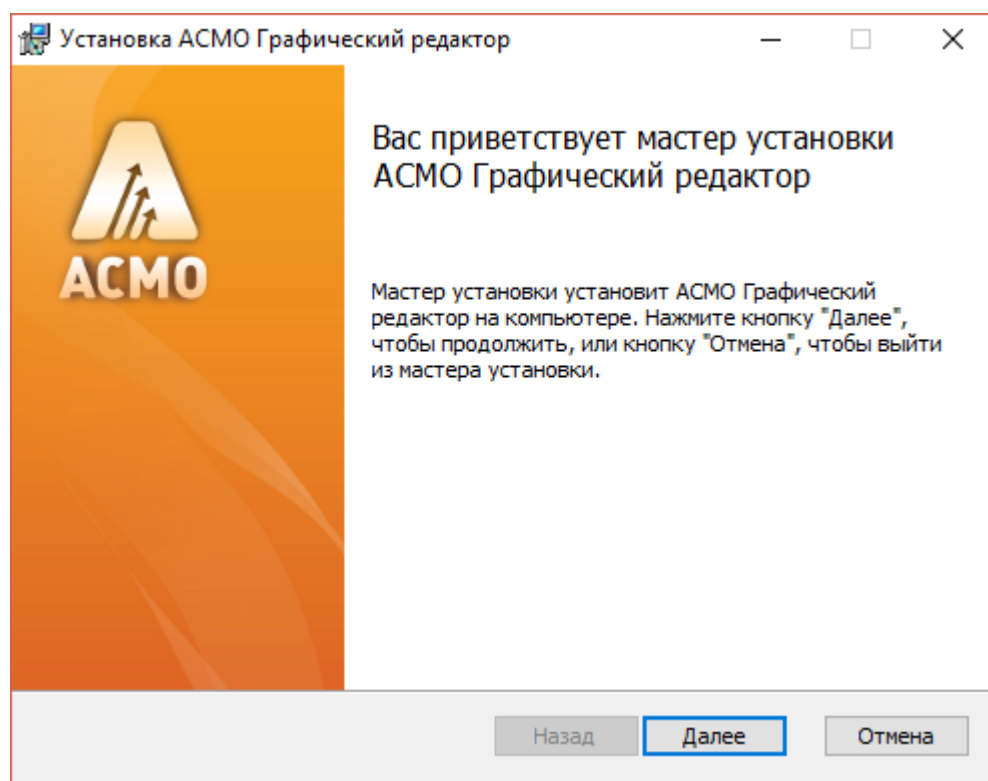 Установка АСМО Графический редактор
Вас приветствует мастер установки
АСМО Графический редактор
АСМО
Мастер установки установит АСМО Графический
редактор на компьютере. Нажмите кнопку "Далее",
чтобы продолжить, или кнопку "Отмена", чтобы выйти
из мастера установки.
Назад Далее Отмена